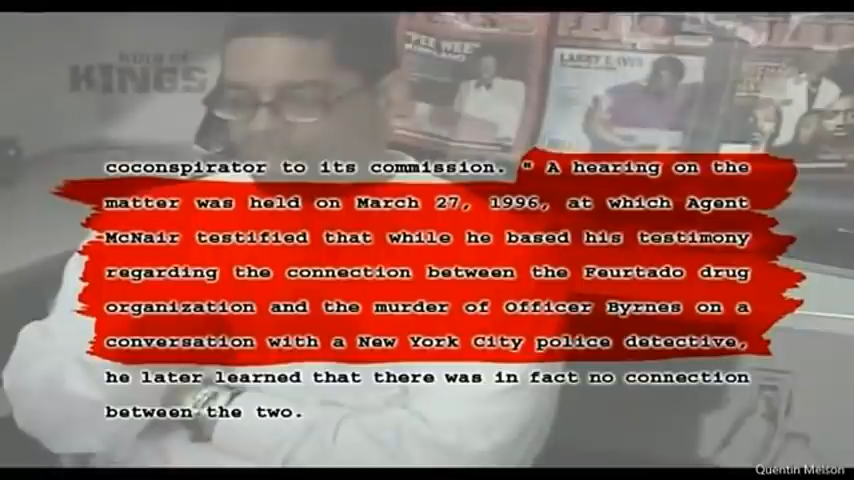 KINGS
"PEE WEE"
LARRY DAVIS
coconspirator to its commission. " A hearing on the
matter was held on March 27, 1996, at which Agent
McNair testified that while he based his testimony
regarding the connection between the Feurtado drug
organization and the murder of Officer Byrnes on a
conversation with a New York City police detective,
he later learned that there was in fact no connection
between the two.
Quentin Melson